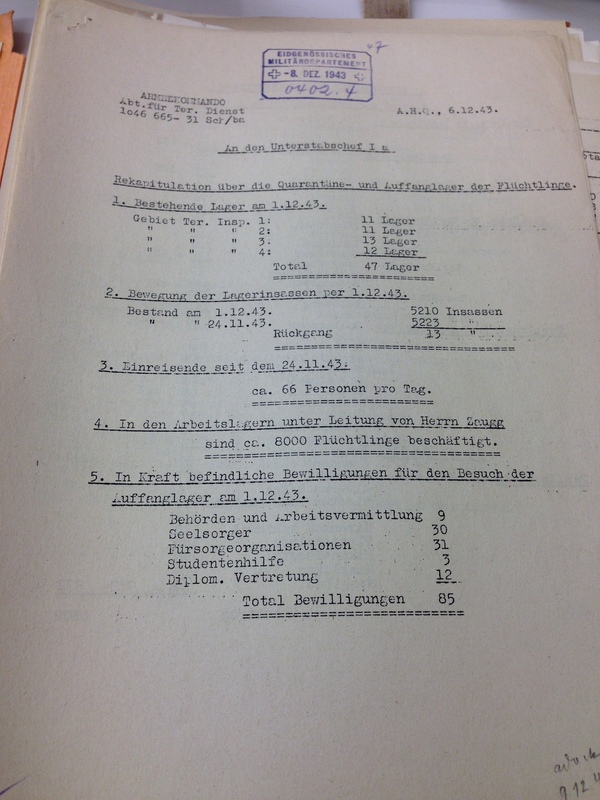 EIDGENÖSSISCHES
MILITÄRDEPARTEMENT
-8. DEZ. 1943
0402.4
ARMEEKOMMANDO
Abt.für Ter. Dienst
1046 665- 31 Sch/ba
A.H.Q., 6.12.43.
An den Unterstabschef I a
Rekapitulation über die Quarantäne- und Auffanglager der Flüchtlinge.
1. Bestehende Lager am 1.12.43.
Gebiet Ter. Insp. 1: 11 Lager
" " " 2: 11 Lager
" " " 3: 13 Lager
" " " 4: 12 Lager
Total 47 Lager
2. Bewegung der Lagerinsassen per 1.12.43.
Bestand am 1.12.43. 5210 Insassen
" " 24.11.43. 5223 "
Rückgang 13 "
3. Einreisende seit dem 24.11.43:
ca. 66 Personen pro Tag.
4. In den Arbeitslagern unter Leitung von Herrn Zaugg
sind ca. 8000 Flüchtlinge beschäftigt.
5. In Kraft befindliche Bewilligungen für den Besuch der
Auffanglager am 1.12.43.
Behörden und Arbeitsvermittlung 9
Seelsorger 30
Fürsorgeorganisationen 31
Studentenhilfe 3
Diplom. Vertretung 12
Total Bewilligungen 85